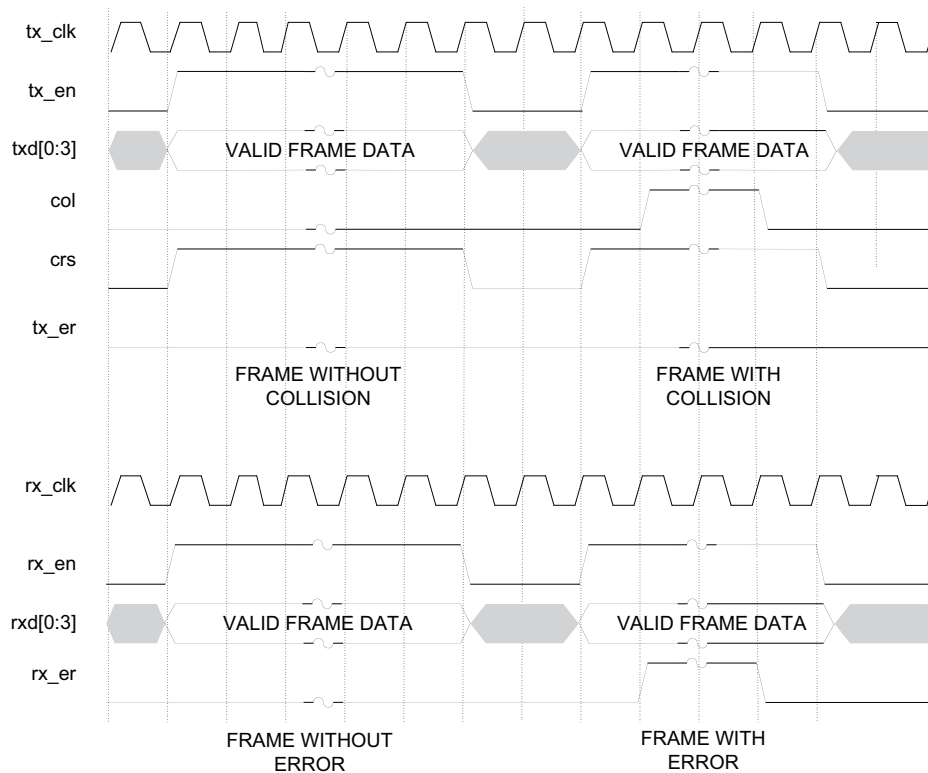 tx_clk
tx_en
txd[0:3]
VALID FRAME DATA
VALID FRAME DATA
col
crs
tx_er
FRAME WITHOUT
COLLISION
FRAME WITH
COLLISION
rx_clk
rx_en
rxd[0:3]
VALID FRAME DATA
VALID FRAME DATA
rx_er
FRAME WITHOUT
ERROR
FRAME WITH
ERROR